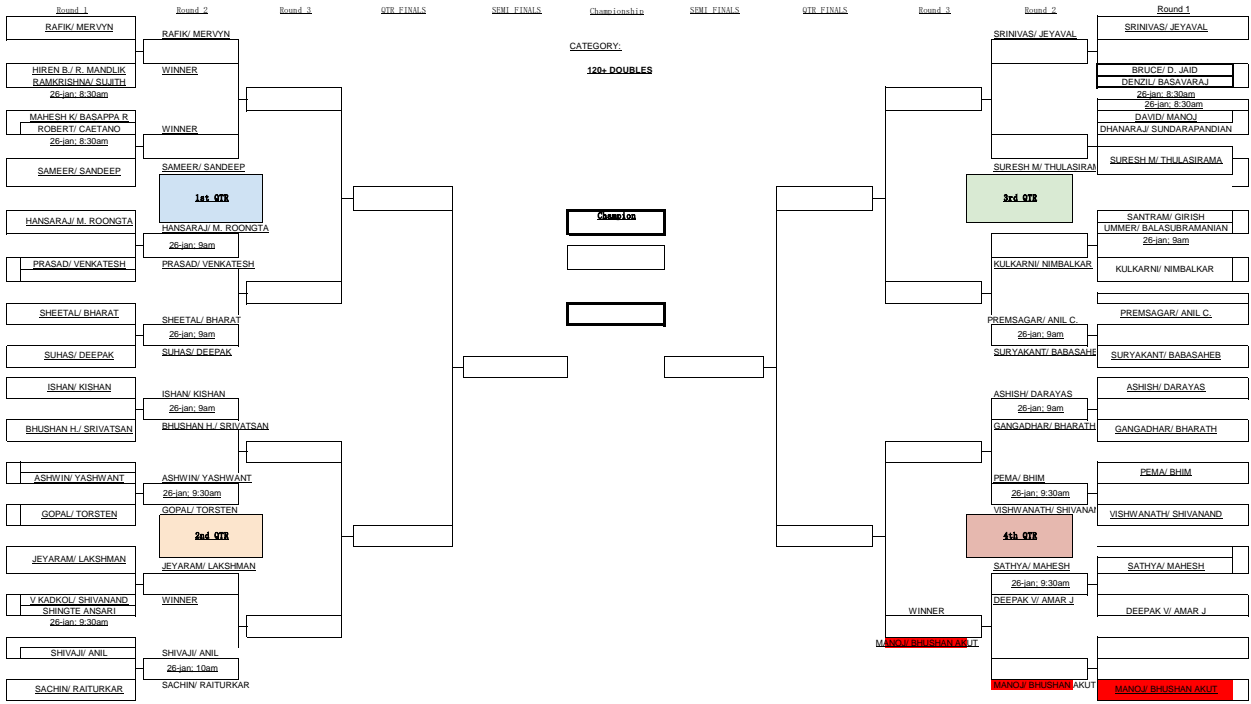 Round 1
Round 2
Round 3
QTR FINALS
SEMI FINALS
Championship
SEMI FINALS
QTR FINALS
Round 3
Round 2
Round 1
CATEGORY:
120+ DOUBLES
RAFIK/ MERVYN
HIREN B./ R. MANDLIK
RAMKRISHNA/ SUJITH
26-jan; 8:30am
MAHESH K/ BASAPPA R
ROBERT/ CAETANO
26-jan; 8:30am
SAMEER/ SANDEEP
HANSARAJ/ M. ROONGTA
PRASAD/ VENKATESH
SHEETAL/ BHARAT
SUHAS/ DEEPAK
ISHAN/ KISHAN
BHUSHAN H./ SRIVATSAN
ASHWIN/ YASHWANT
GOPAL/ TORSTEN
JEYARAM/ LAKSHMAN
V KADKOL/ SHIVANAND
SHINGTE ANSARI
26-jan; 9:30am
SHIVAJI/ ANIL
SACHIN/ RAITURKAR
RAFIK/ MERVYN
WINNER
WINNER
SAMEER/ SANDEEP
1st QTR
HANSARAJ/ M. ROONGTA
26-jan; 9am
PRASAD/ VENKATESH
SHEETAL/ BHARAT
26-jan; 9am
SUHAS/ DEEPAK
ISHAN/ KISHAN
26-jan; 9am
BHUSHAN H./ SRIVATSAN
ASHWIN/ YASHWANT
26-jan; 9:30am
GOPAL/ TORSTEN
2nd QTR
JEYARAM/ LAKSHMAN
WINNER
SHIVAJI/ ANIL
26-jan; 10am
SACHIN/ RAITURKAR
Champion
WINNER
MANOJ/ BHUSHAN AKUT
SRINIVAS/ JEYAVAL
SURESH M/ THULASIRAM
3rd QTR
KULKARNI/ NIMBALKAR
PREMSAGAR/ ANIL C.
26-jan; 9am
SURYAKANT/ BABASAHE
ASHISH/ DARAYAS
26-jan; 9am
GANGADHAR/ BHARATH
PEMA/ BHIM
26-jan; 9:30am
VISHWANATH/ SHIVANAN
4th QTR
SATHYA/ MAHESH
26-jan; 9:30am
DEEPAK V/ AMAR J
MANOJ/ BHUSHAN AKUT
SRINIVAS/ JEYAVAL
BRUCE/ D. JAID
DENZIL/ BASAVARAJ
26-jan; 8:30am
26-jan; 8:30am
DAVID/ MANOJ
DHANARAJ/ SUNDARAPANDIAN
SURESH M/ THULASIRAMA
SANTRAM/ GIRISH
UMMER/ BALASUBRAMANIAN
26-jan; 9am
KULKARNI/ NIMBALKAR
PREMSAGAR/ ANIL C.
SURYAKANT/ BABASAHEB
ASHISH/ DARAYAS
GANGADHAR/ BHARATH
PEMA/ BHIM
VISHWANATH/ SHIVANAND
SATHYA/ MAHESH
DEEPAK V/ AMAR J
MANOJ/ BHUSHAN AKUT